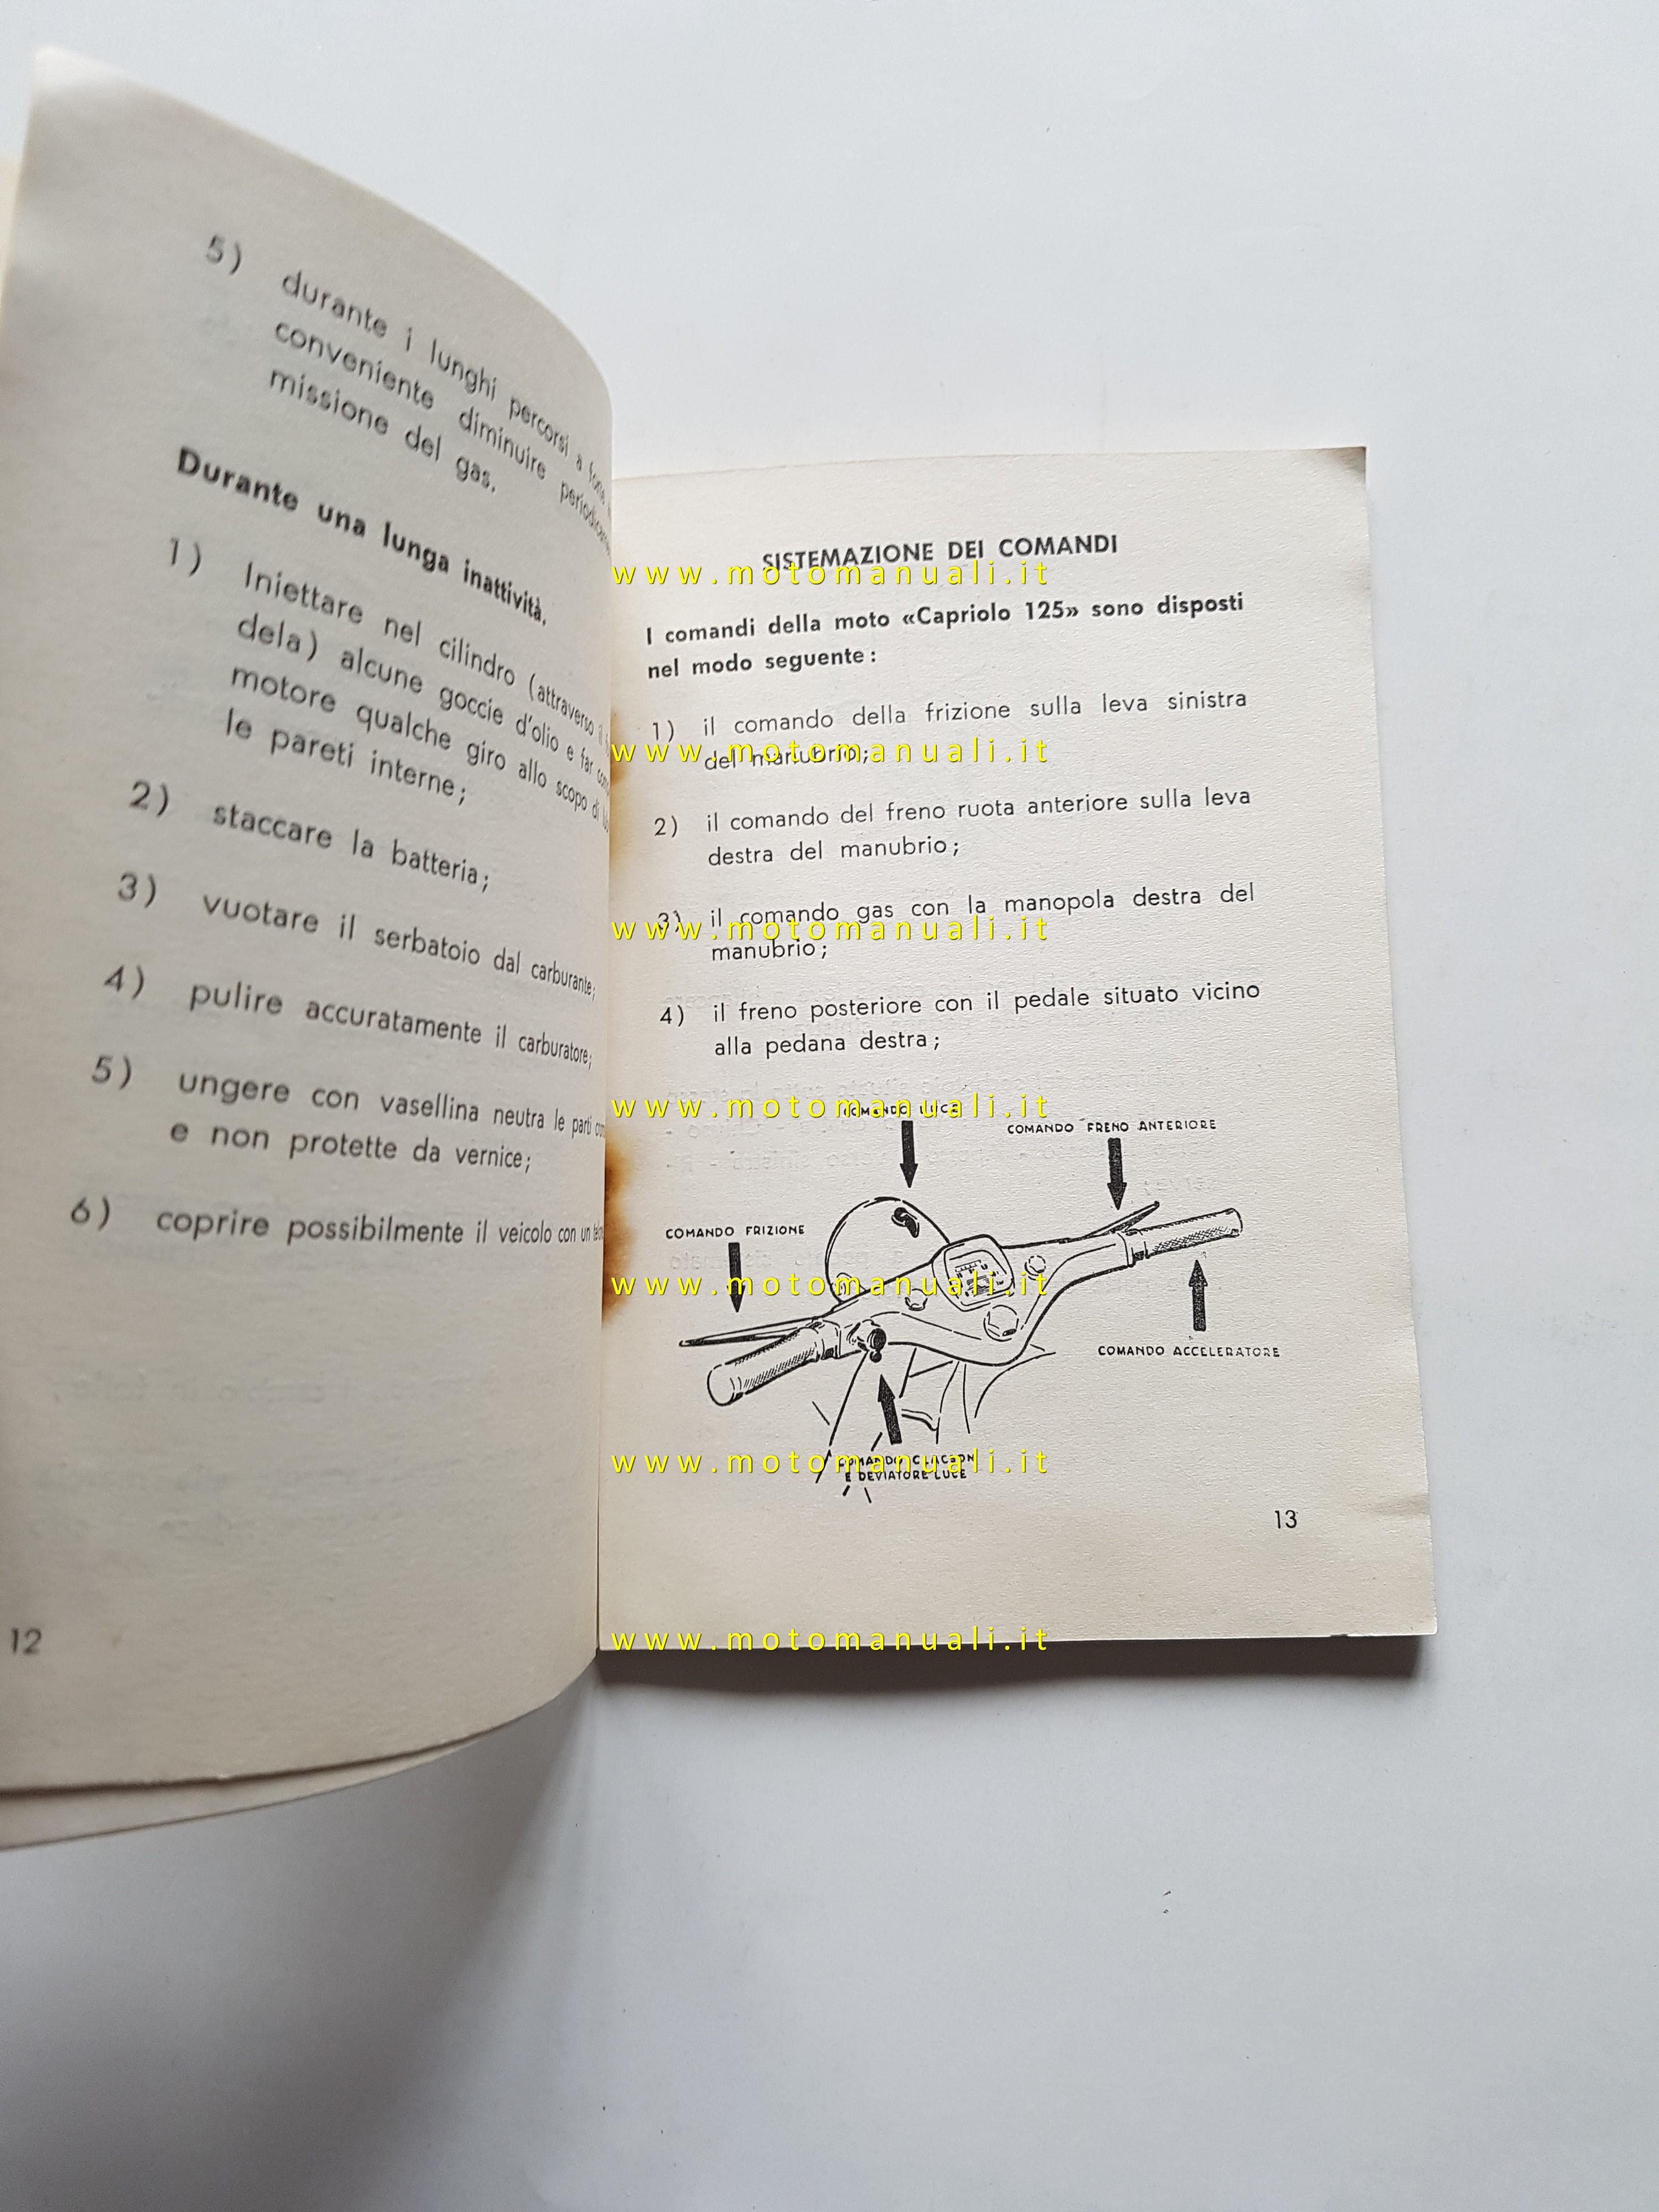 5) durante i lunghi percorsi a
conveniente diminuire
missione del gas.
Durante una lunga inattività.
1) Iniettare nel cilindro (attraverso
dela) alcune goccie d'olio e far
motore qualche giro allo scopo di
le pareti interne;
2) staccare la batteria;
3) vuotare il serbatoio dal carburante;
4) pulire accuratamente il carburatore;
5) ungere con vasellina neutra le parti
e non protette da vernice;
6) coprire possibilmente il veicolo con un
12
SISTEMAZIONE DEI COMANDI
www.motomanuali.it
I comandi della moto «Capriolo 125» sono disposti
nel modo seguente:
1) il comando della frizione sulla leva sinistra
www.motomanuali.it
del manubrio;
2) il comando del freno ruota anteriore sulla leva
destra del manubrio;
3) il comando gas con la manopola destra del
www.motomanuali.it
manubrio;
4) il freno posteriore con il pedale situato vicino
alla pedana destra;
www.motomanuali.it
COMANDO LUCE
COMANDO FRENO ANTERIORE
COMANDO FRIZIONE
www.motomanuali.it
COMANDO ACCELERATORE
www.motomanuali.it
COMANDO CLACSON
E DEVIATORE LUCE
13
www.motomanuali.it